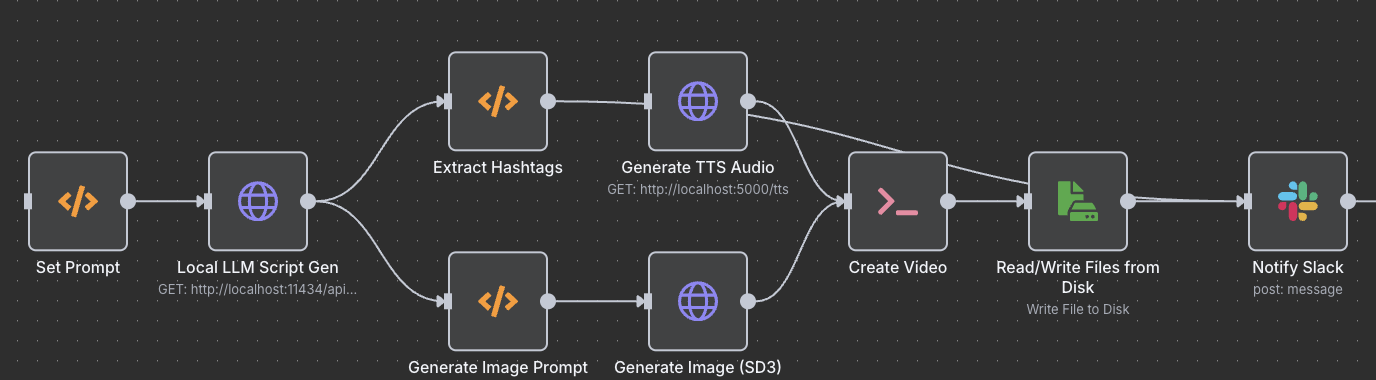 Extract Hashtags
Generate TTS Audio
GET: http://localhost:5000/tts
Set Prompt
Local LLM Script Gen
GET: http://localhost:11434/api...
Create Video
Read/Write Files from
Disk
Write File to Disk
Notify Slack
post: message
Generate Image Prompt
Generate Image (SD3)